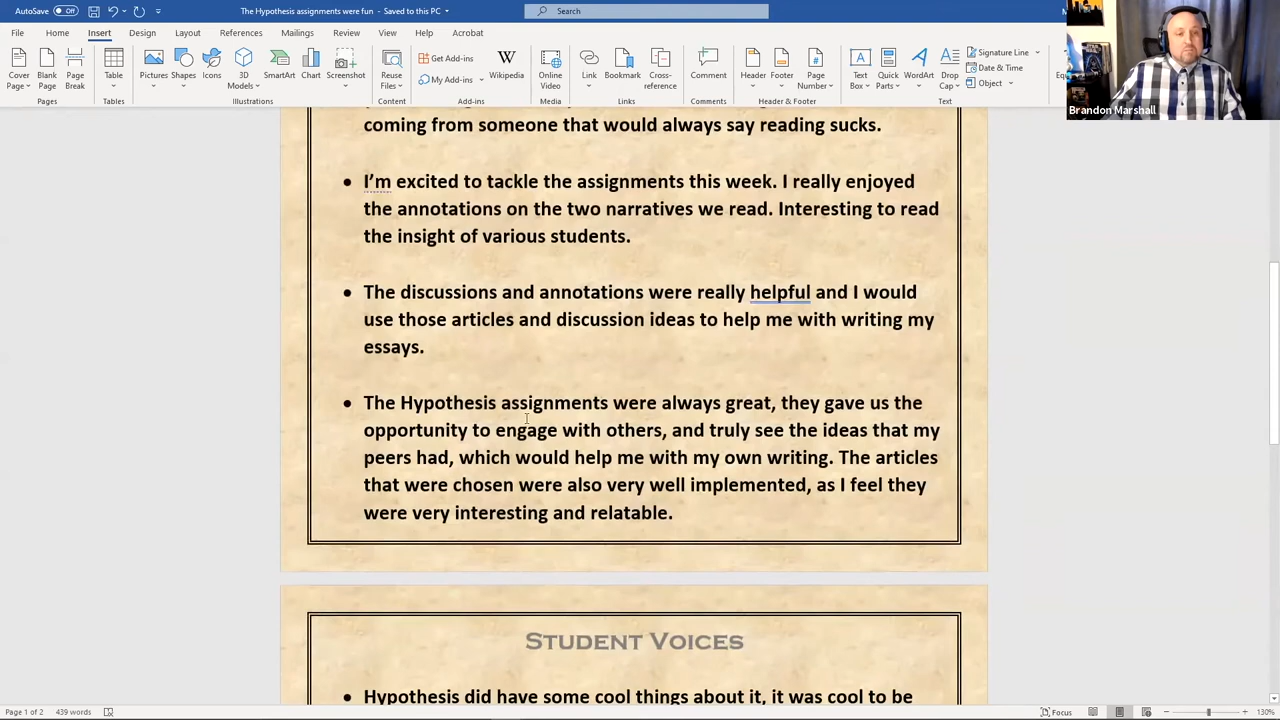 AutoSave Off The Hypothesis assignments were fun - Saved to this PC Search
File Home Insert Design Layout References Mailings Review View Help Acrobat
Cover Page Blank Page Page Break Table Pictures Shapes Icons 3D Models SmartArt Chart Screenshot Reuse Files Get Add-ins My Add-ins Wikipedia Online Video Link Bookmark Cross-reference Comment Header Footer Page Number Text Box Quick Parts WordArt Drop Cap Signature Line Date & Time Object
Pages Tables Illustrations Content Add-ins Media Links Comments Header & Footer Text
Brandon Marshall
coming from someone that would always say reading sucks.
• I'm excited to tackle the assignments this week. I really enjoyed
the annotations on the two narratives we read. Interesting to read
the insight of various students.
• The discussions and annotations were really helpful and I would
use those articles and discussion ideas to help me with writing my
essays.
• The Hypothesis assignments were always great, they gave us the
opportunity to engage with others, and truly see the ideas that my
peers had, which would help me with my own writing. The articles
that were chosen were also very well implemented, as I feel they
were very interesting and relatable.
Student Voices
• Hypothesis did have some cool things about it, it was cool to be
Page 1 of 2 439 words Focus 130%